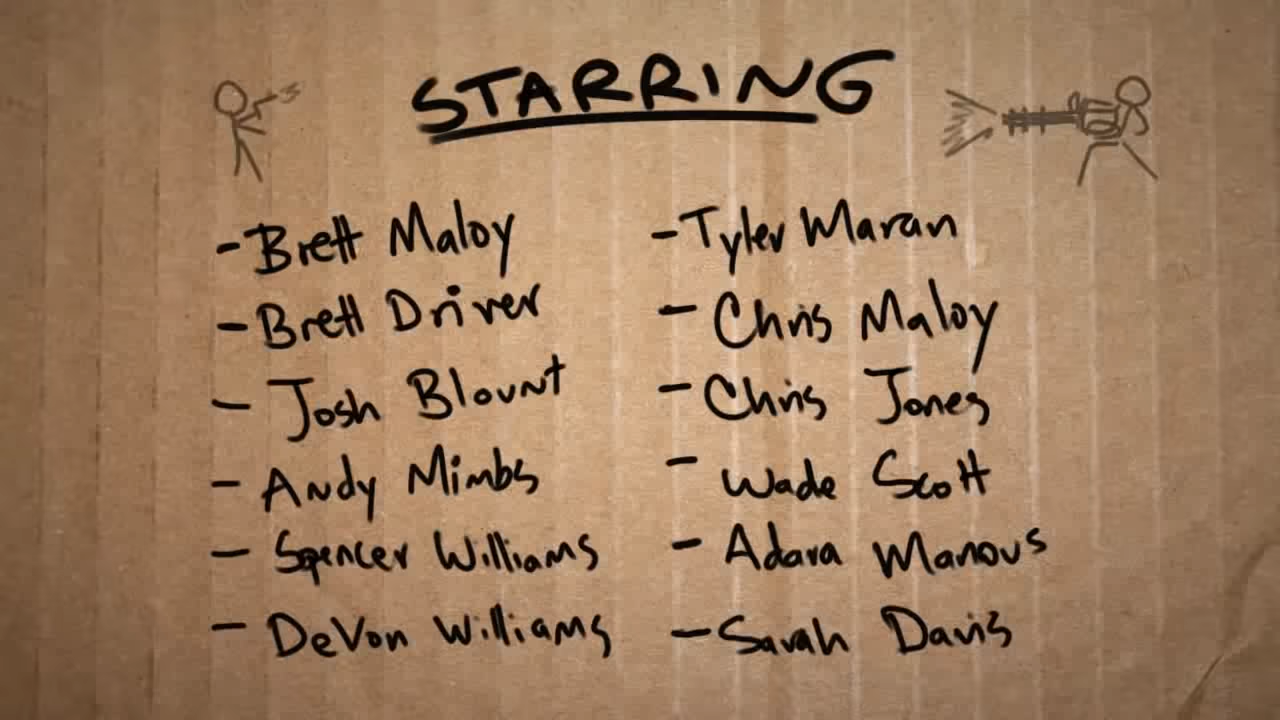 STARRING
- Brett Maloy
- Brett Driver
- Josh Blount
- Andy Mimbs
- Spencer Williams
- DeVon Williams
- Tyler Maran
- Chris Maloy
- Chris Jones
- Wade Scott
- Adara Manous
- Sarah Davis